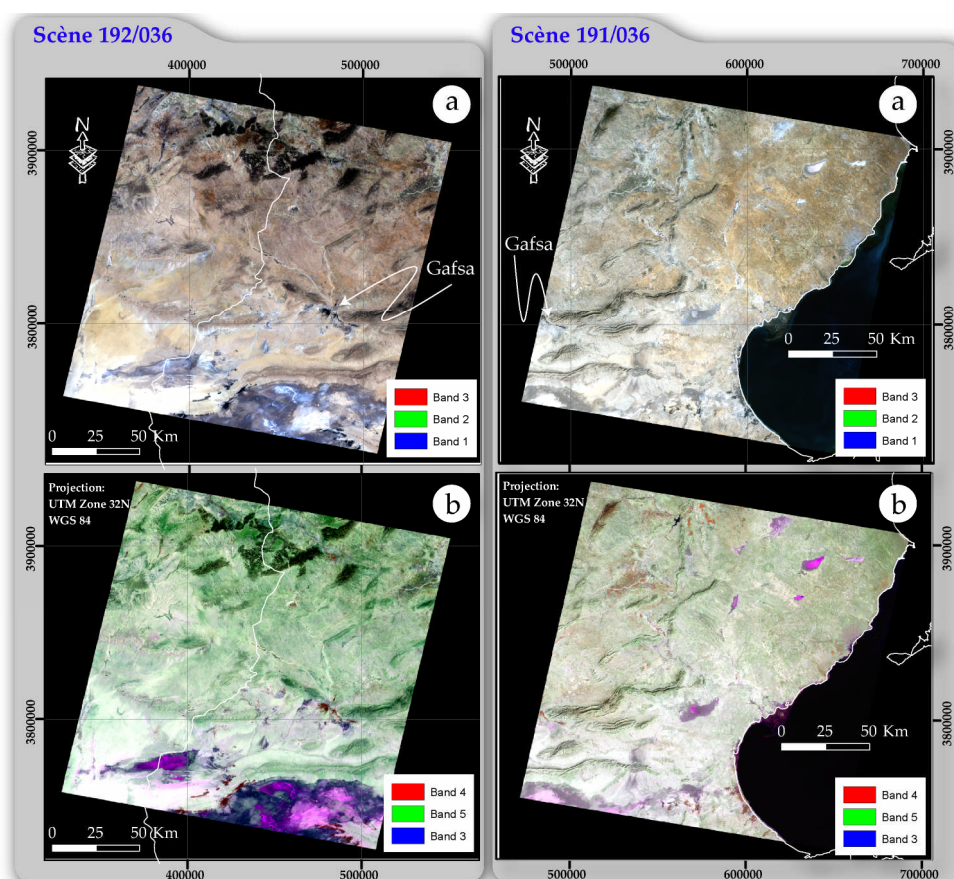 Scène 192/036
400000
500000
a
N
3900000
3800000
Gafsa
Band 3
Band 2
Band 1
0 25 50 Km
Projection:
UTM Zone 32N
WGS 84
b
3900000
3800000
Band 4
Band 5
Band 3
0 25 50 Km
400000
500000
Scène 191/036
500000
600000
700000
a
N
3900000
3800000
Gafsa
0 25 50 Km
Band 3
Band 2
Band 1
Projection:
UTM Zone 32N
WGS 84
b
3900000
3800000
0 25 50 Km
Band 4
Band 5
Band 3
500000
600000
700000